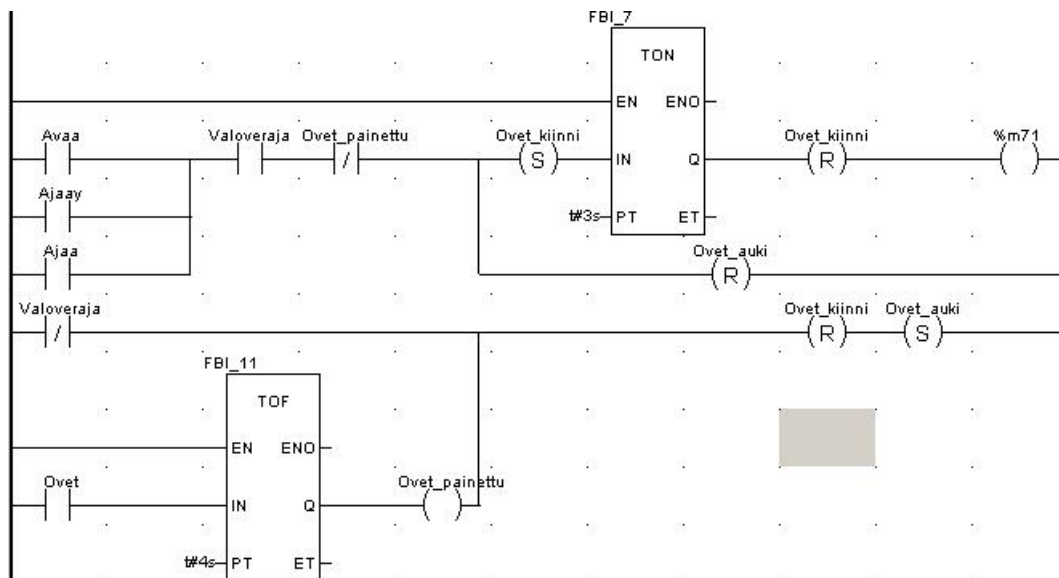 FBI_7
TON
EN ENO
Avaa Valoveraja Ovet_painettu Ovet_kiinni Ovet_kiinni %m71
/ S IN Q R
Ajaay
t#3s PT ET
Ajaa Ovet_auki
R
Valoveraja Ovet_kiinni Ovet_auki
/ R S
FBI_11
TOF
EN ENO
Ovet Ovet_painettu
IN Q
t#4s PT ET